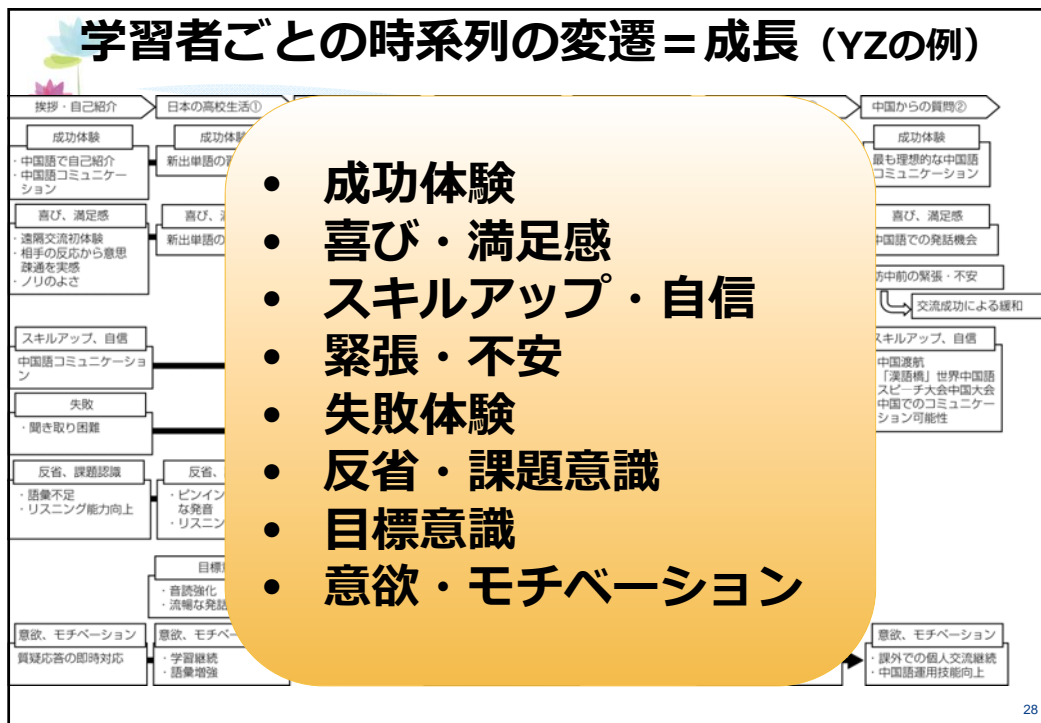 学習者ごとの時系列の変遷＝成長（YZの例）
挨拶・自己紹介
日本の高校生活①
中国からの質問②
成功体験
・中国語で自己紹介
・中国語コミュニケー
ション
喜び、満足感
・遠隔交流初体験
・相手の反応から意思
疎通を実感
・ノリのよさ
スキルアップ、自信
中国語コミュニケーショ
ン
失敗
・聞き取り困難
反省、課題認識
・語彙不足
・リスニング能力向上
意欲、モチベーション
質疑応答の即時対応
成功体験
新出単語の
喜び、
新出単語の
反省、
・ピンイン
な発音
・リスニン
目標
・音読強化
・流暢な発話
意欲、モチベー
・学習継続
・語彙増強
• 成功体験
• 喜び・満足感
• スキルアップ・自信
• 緊張・不安
• 失敗体験
• 反省・課題意識
• 目標意識
• 意欲・モチベーション
成功体験
最も理想的な中国語
コミュニケーション
喜び、満足感
中国語での発話機会
訪中前の緊張・不安
交流成功による緩和
スキルアップ、自信
中国渡航
「漢語橋」世界中国語
スピーチ大会中国大会
中国でのコミュニケー
ション可能性
意欲、モチベーション
・課外での個人交流継続
・中国語運用技能向上
28